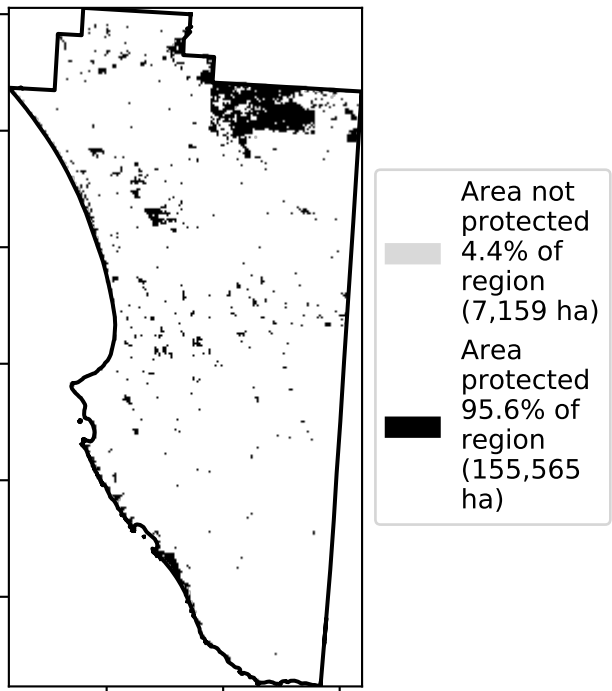 Area not
protected
4.4% of
region
(7,159 ha)
Area
protected
95.6% of
region
(155,565
ha)